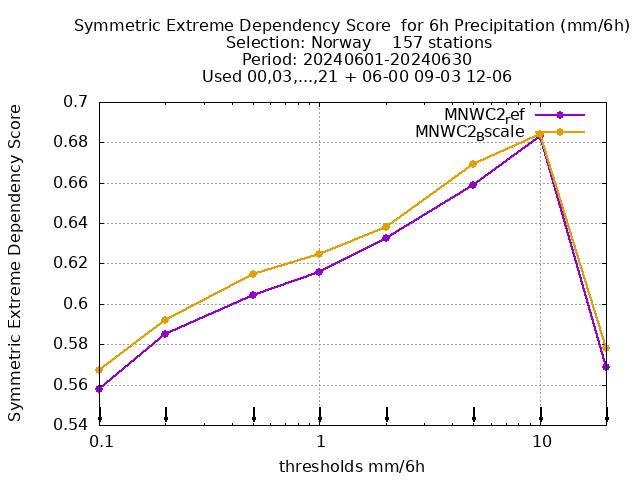 Symmetric Extreme Dependency Score  for 6h Precipitation (mm/6h)
Selection: Norway    157 stations
Period: 20240601-20240630
Used 00,03,...,21 + 06-00 09-03 12-06
MNWC2ref
MNWC2Bscale
Symmetric Extreme Dependency Score
0.7
0.68
0.66
0.64
0.62
0.6
0.58
0.56
0.54
0.1 1 10
thresholds mm/6h